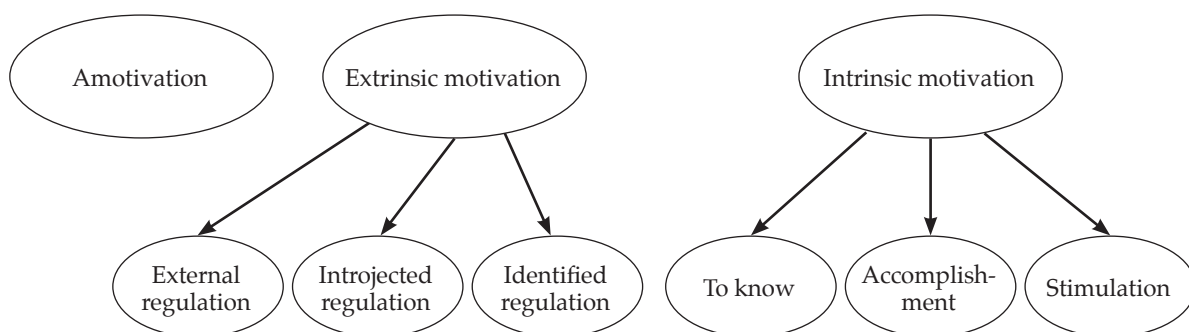 Amotivation
Extrinsic motivation
Intrinsic motivation
External
regulation
Introjected
regulation
Identified
regulation
To know
Accomplish-
ment
Stimulation